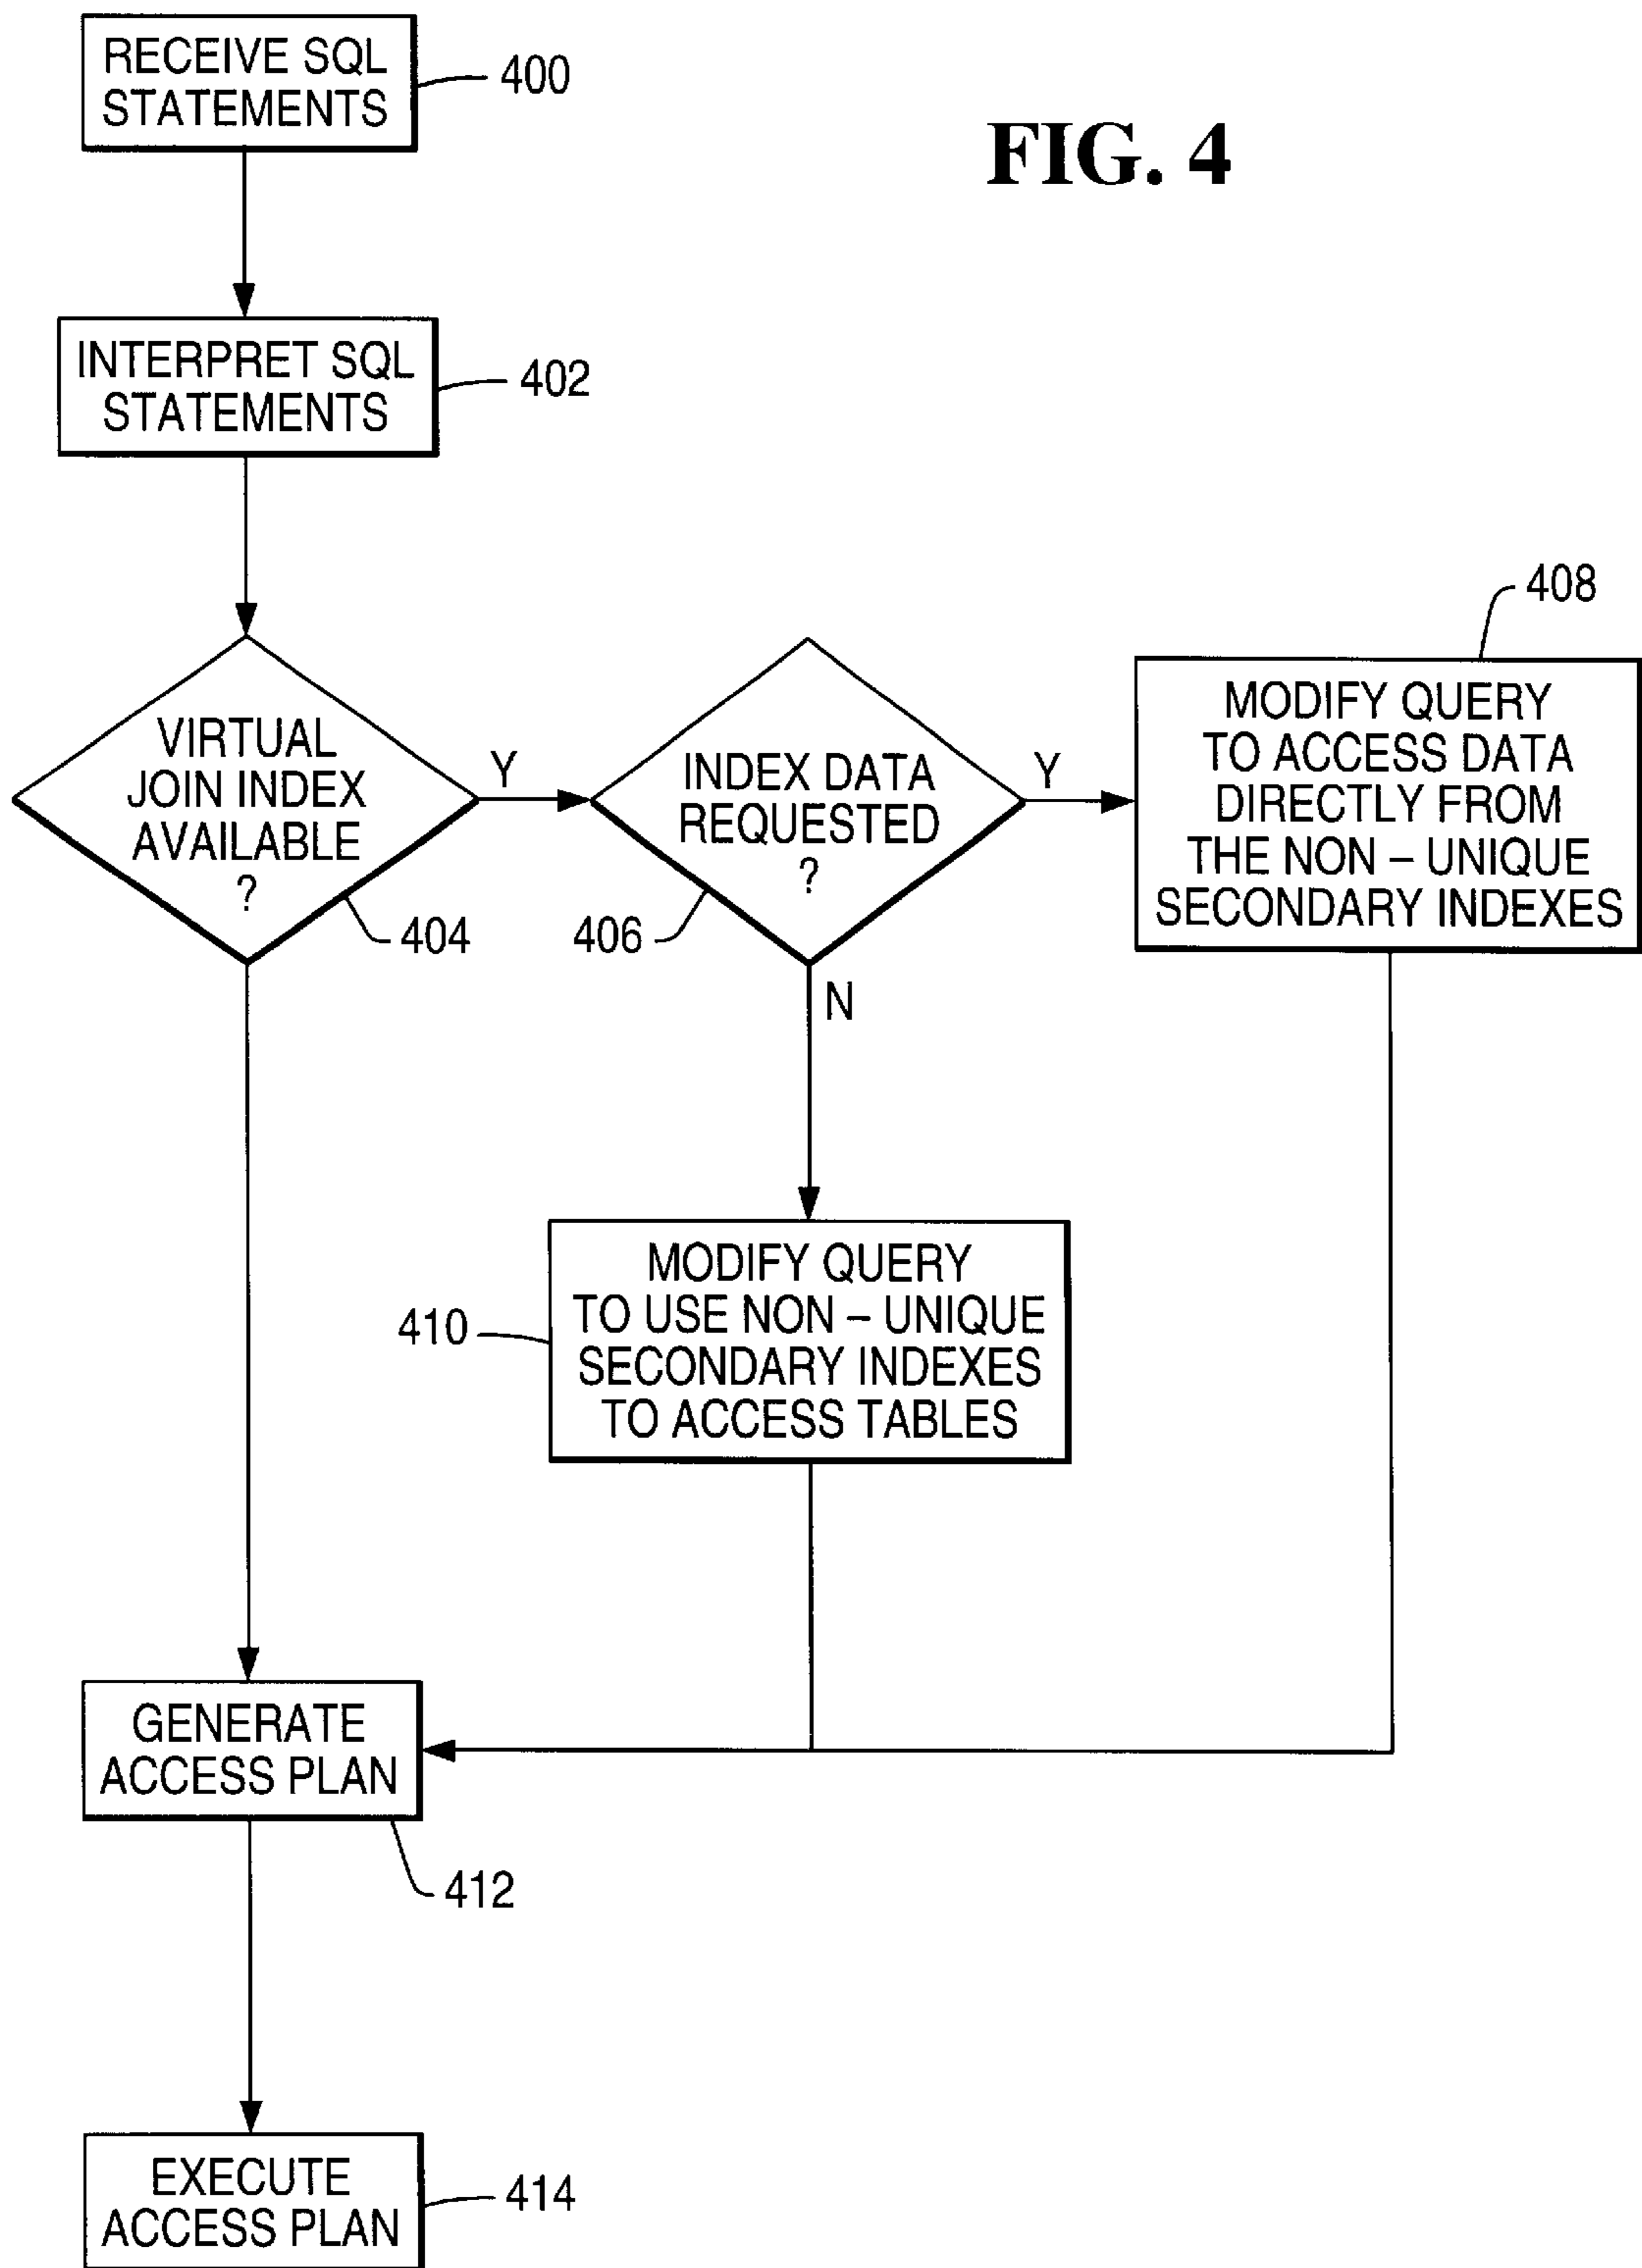 RECEIVE SQL
STATEMENTS
400
FIG. 4
INTERPRET SQL
STATEMENTS
402
VIRTUAL
JOIN INDEX
AVAILABLE
?
404
Y
INDEX DATA
REQUESTED
?
406
Y
N
408
MODIFY QUERY
TO ACCESS DATA
DIRECTLY FROM
THE NON – UNIQUE
SECONDARY INDEXES
410
MODIFY QUERY
TO USE NON – UNIQUE
SECONDARY INDEXES
TO ACCESS TABLES
GENERATE
ACCESS PLAN
412
EXECUTE
ACCESS PLAN
414